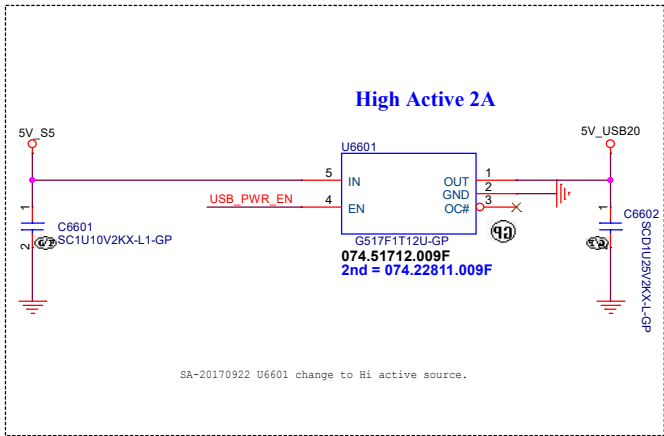 High Active 2A
5V_S5
5V_USB20
U6601
5
IN
OUT
1
GND
2
USB_PWR_EN
4
EN
OC#
3
1
C6601
SC1U10V2KX-L1-GP
2
G517F1T12U-GP
074.51712.009F
2nd = 074.22811.009F
1
C6602
SCD1U25V2KX-L-GP
2
SA-20170922 U6601 change to Hi active source.